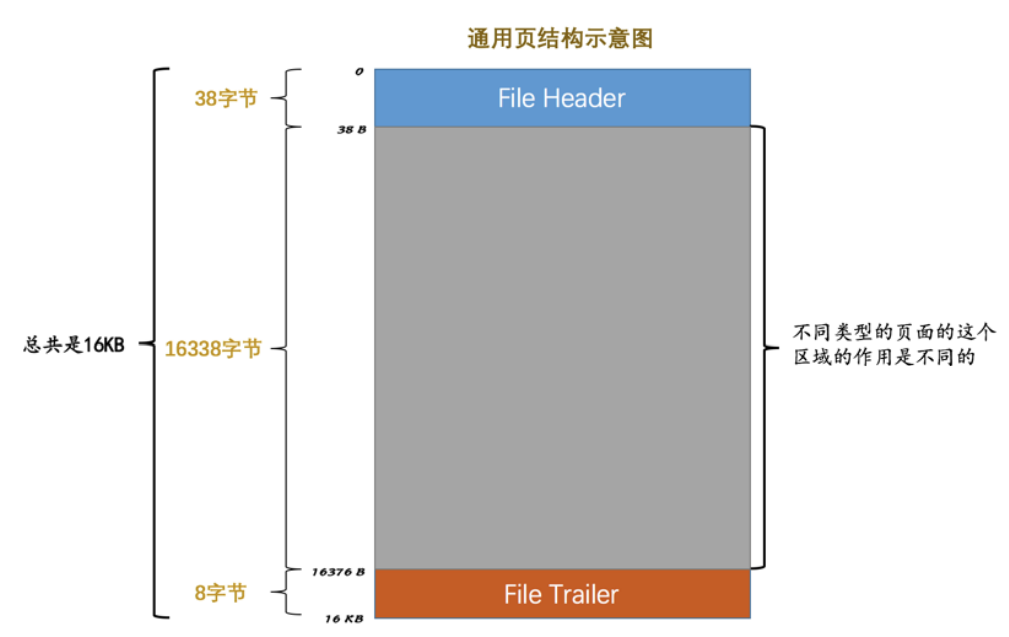 通用页结构示意图
0
38字节
File Header
38 B
总共是16KB
16338字节
不同类型的页面的这个
区域的作用是不同的
16376 B
8字节
File Trailer
16 KB